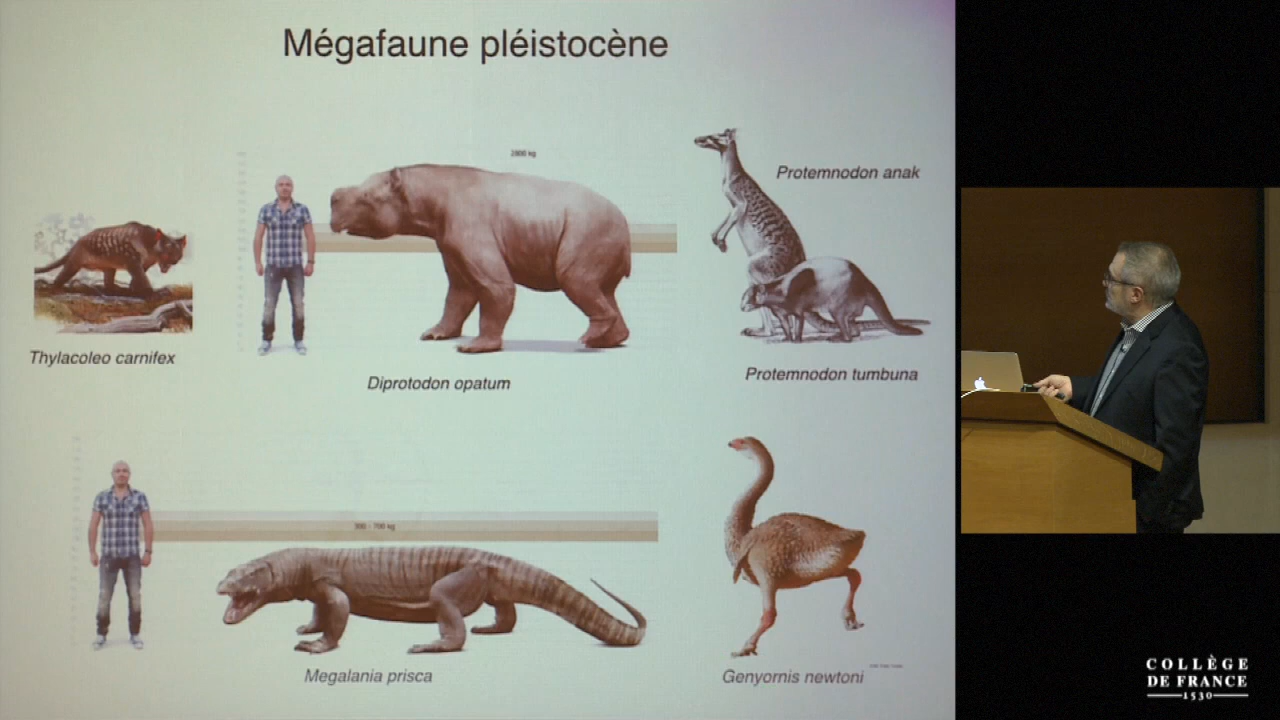 Mégafaune pléistocène
2000 kg
Protemnodon anak
Thylacoleo carnifex
Diprotodon opatum
Protemnodon tumbuna
300 - 700 kg
Megalania prisca
Genyornis newtoni
COLLÈGE
DE FRANCE
1530